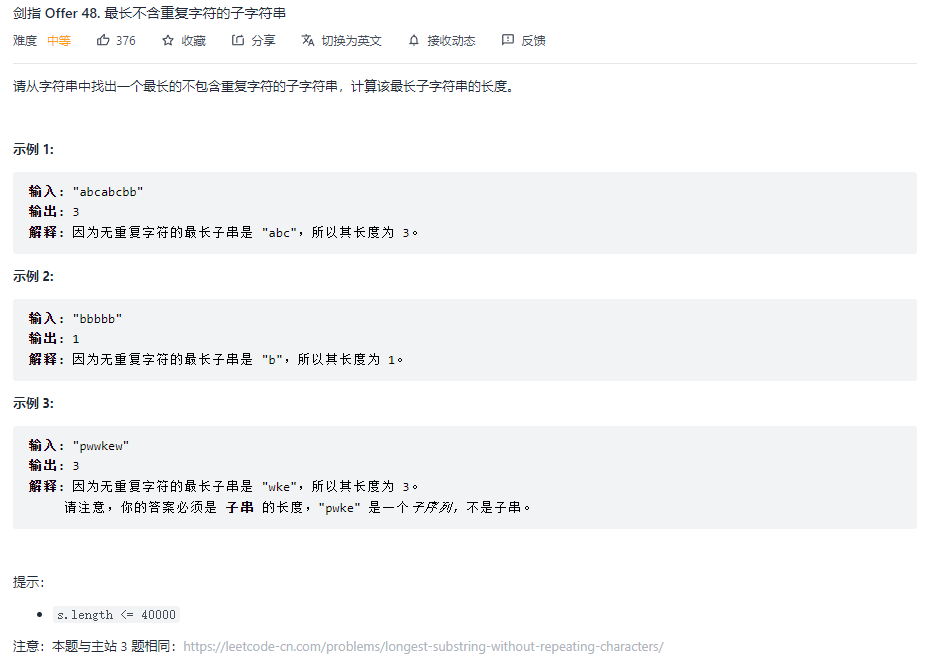 剑指 Offer 48. 最长不含重复字符的子字符串
难度 中等 376 收藏 分享 切换为英文 接收动态 反馈
请从字符串中找出一个最长的不包含重复字符的子字符串，计算该最长子字符串的长度。
示例 1:
输入: "abcabcbb"
输出: 3
解释: 因为无重复字符的最长子串是 "abc"，所以其长度为 3。
示例 2:
输入: "bbbbb"
输出: 1
解释: 因为无重复字符的最长子串是 "b"，所以其长度为 1。
示例 3:
输入: "pwwkew"
输出: 3
解释: 因为无重复字符的最长子串是 "wke"，所以其长度为 3。
请注意，你的答案必须是 子串 的长度，"pwke" 是一个子序列，不是子串。
提示：
• s.length <= 40000
注意：本题与主站 3 题相同：https://leetcode-cn.com/problems/longest-substring-without-repeating-characters/